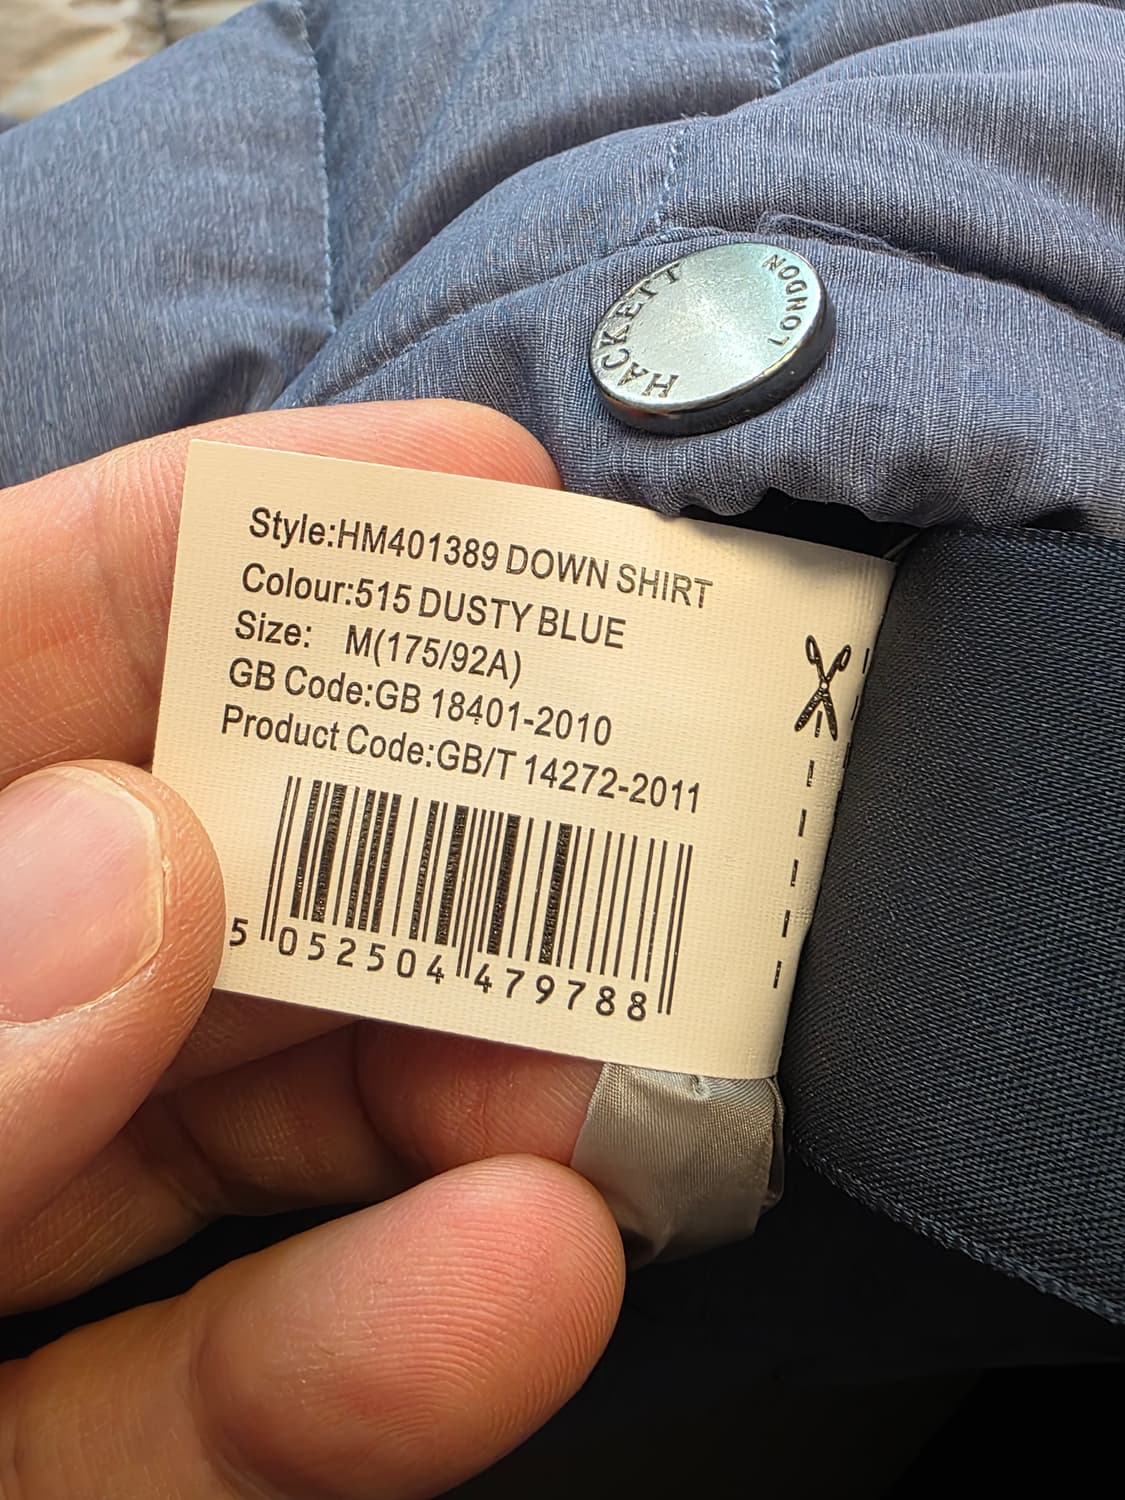 HACKETT
LONDON
Style:HM401389 DOWN SHIRT
Colour:515 DUSTY BLUE
Size: M(175/92A)
GB Code:GB 18401-2010
Product Code:GB/T 14272-2011
5 052504 479788